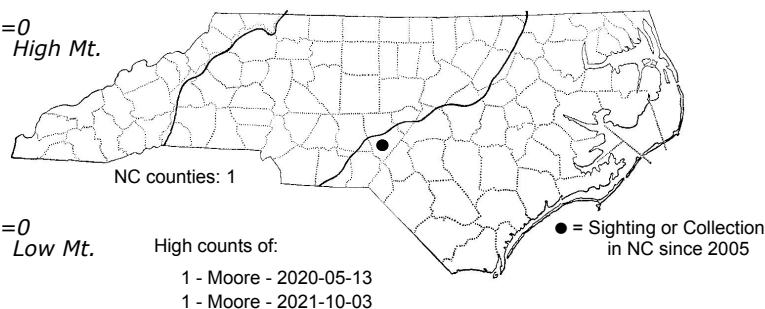 =0
High Mt.
NC counties: 1
=0
Low Mt.
High counts of:
1 - Moore - 2020-05-13
1 - Moore - 2021-10-03
● = Sighting or Collection
in NC since 2005